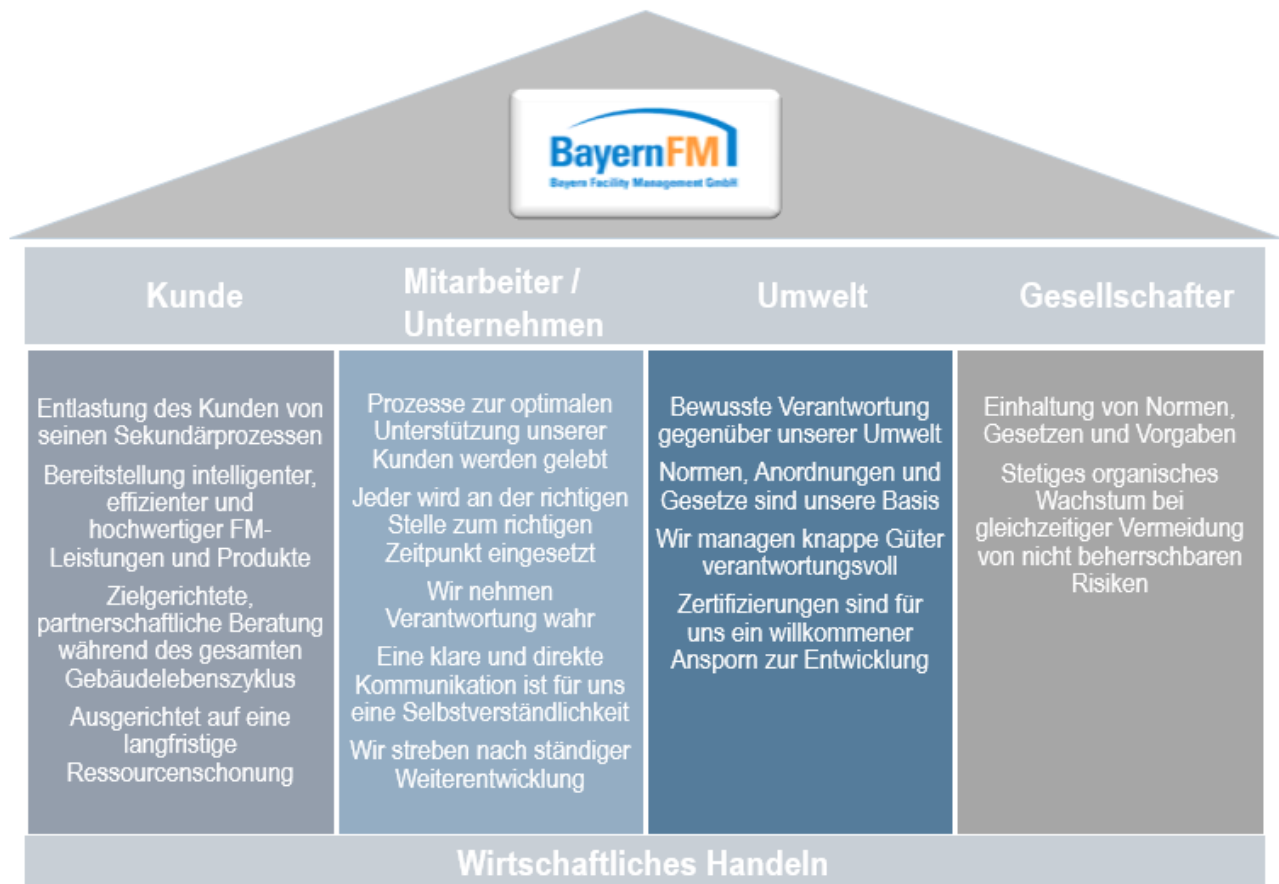 BayernFM
Bayern Facility Management GmbH
Kunde
Mitarbeiter /
Unternehmen
Umwelt
Gesellschafter
Entlastung des Kunden von
seinen Sekundärprozessen
Bereitstellung intelligenter,
effizienter und
hochwertiger FM-
Leistungen und Produkte
Zielgerichtete,
partnerschaftliche Beratung
während des gesamten
Gebäudelebenszyklus
Ausgerichtet auf eine
langfristige
Ressourcenschonung
Prozesse zur optimalen
Unterstützung unserer
Kunden werden gelebt
Jeder wird an der richtigen
Stelle zum richtigen
Zeitpunkt eingesetzt
Wir nehmen
Verantwortung wahr
Eine klare und direkte
Kommunikation ist für uns
eine Selbstverständlichkeit
Wir streben nach ständiger
Weiterentwicklung
Bewusste Verantwortung
gegenüber unserer Umwelt
Normen, Anordnungen und
Gesetze sind unsere Basis
Wir managen knappe Güter
verantwortungsvoll
Zertifizierungen sind für
uns ein willkommener
Ansporn zur Entwicklung
Einhaltung von Normen,
Gesetzen und Vorgaben
Stetiges organisches
Wachstum bei
gleichzeitiger Vermeidung
von nicht beherrschbaren
Risiken
Wirtschaftliches Handeln